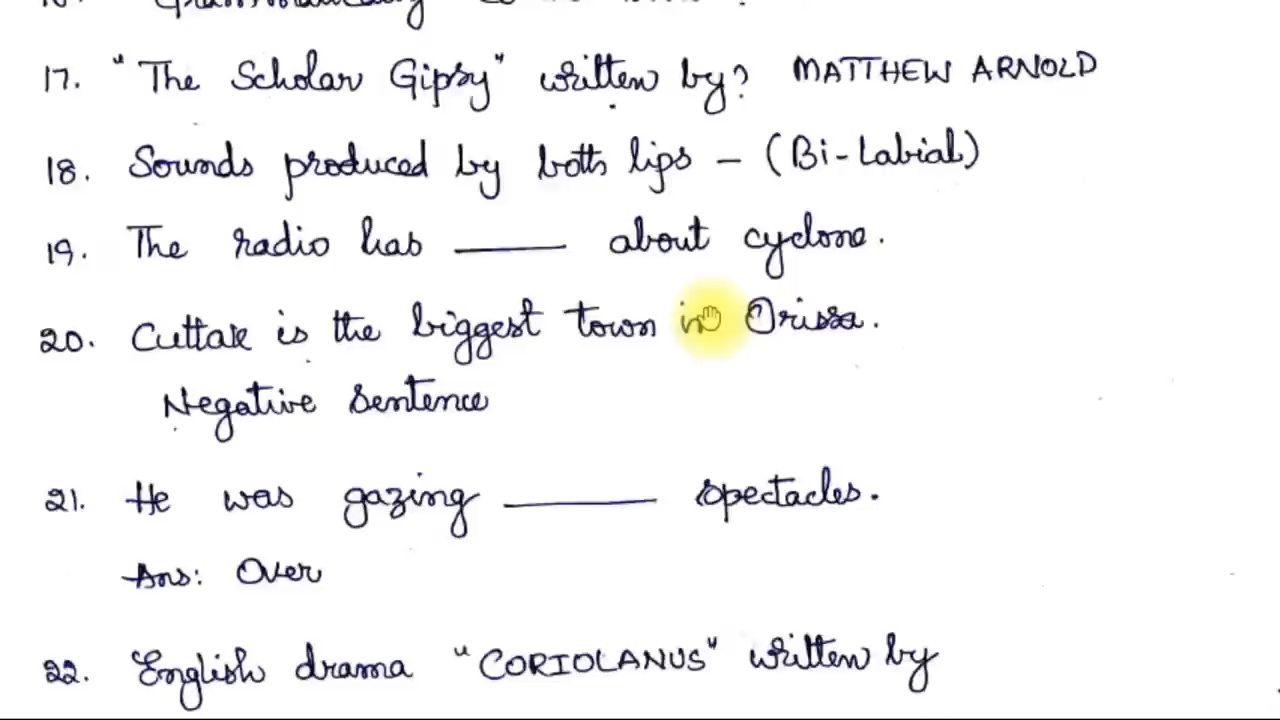 17. "The Scholar Gipsy" written by? MATTHEW ARNOLD
18. Sounds produced by both lips - (Bi-Labial)
19. The radio has ____ about cyclone.
20. Cuttak is the biggest town in Orissa.
Negative Sentence
21. He was gazing ____ spectacles.
Ans: Over
22. English drama "CORIOLANUS" written by